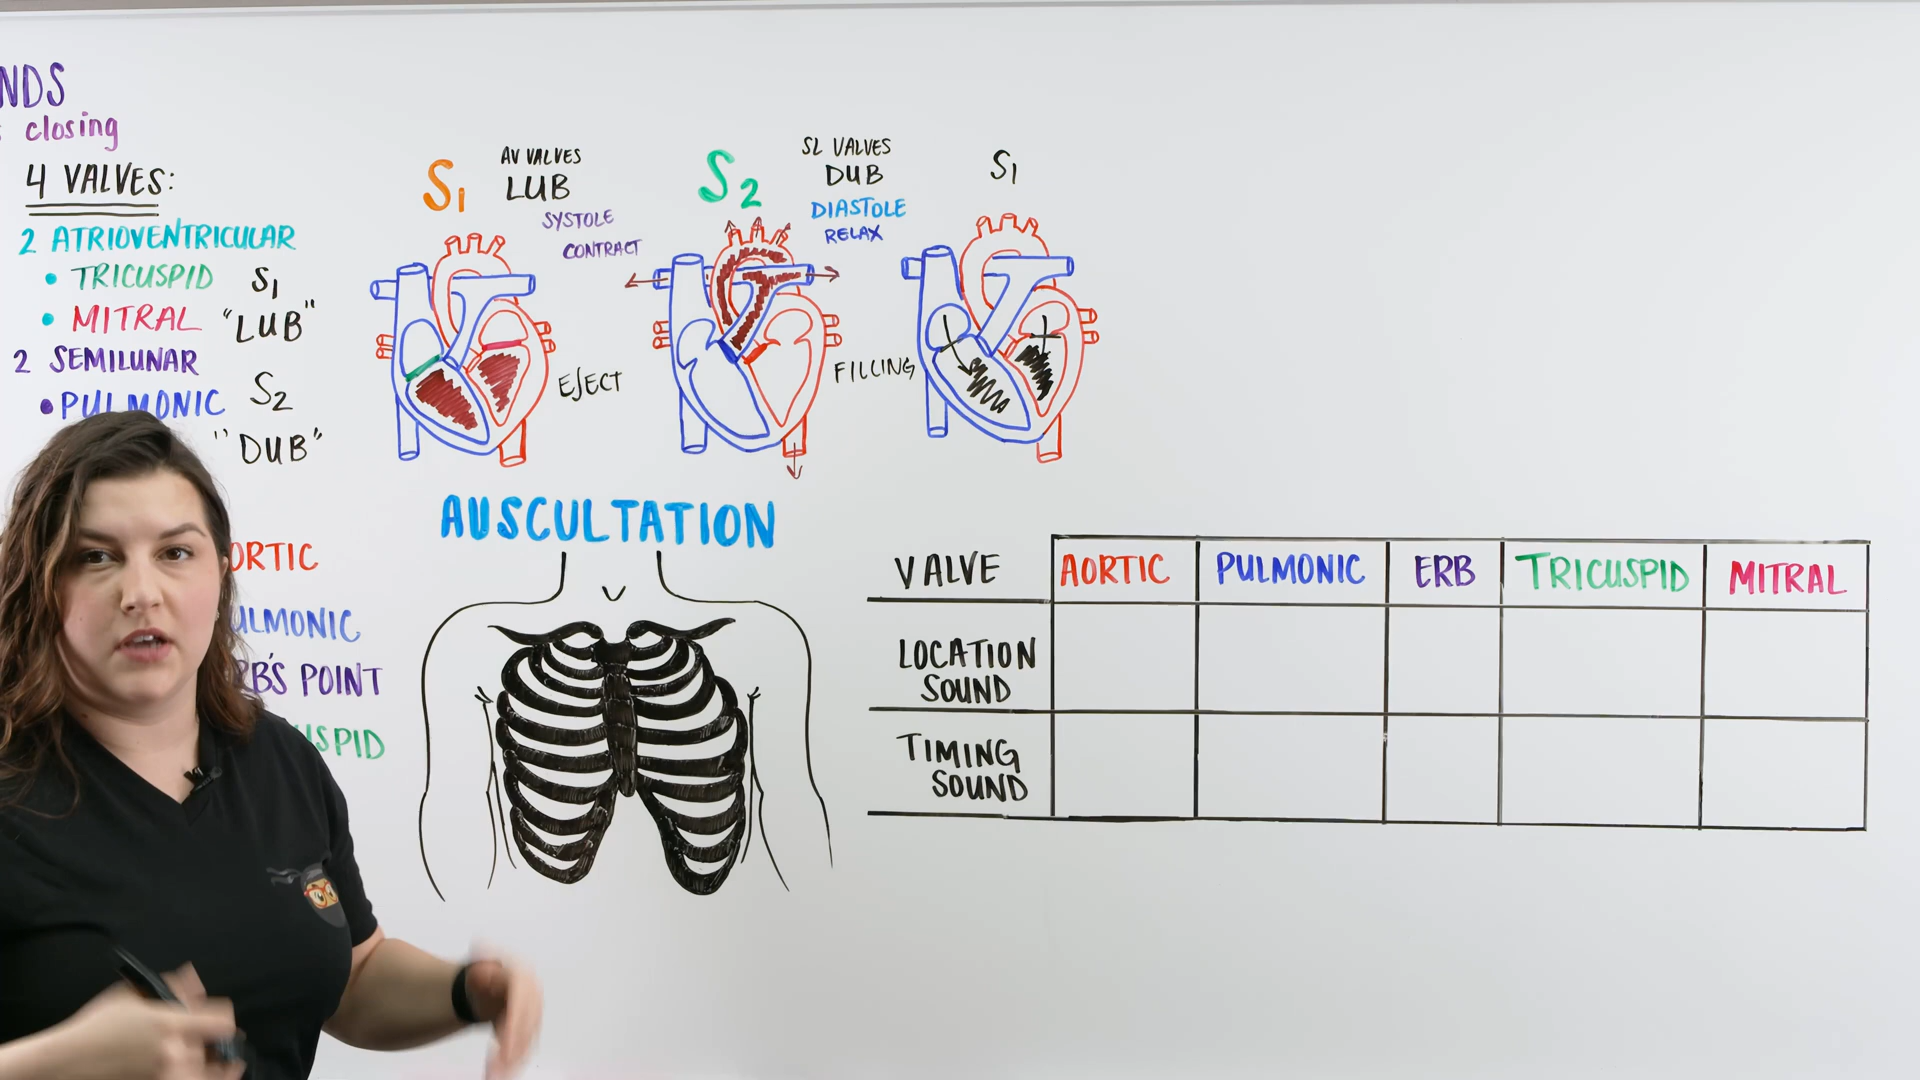 NDS
closing
4 VALVES:
2 ATRIOVENTRICULAR
• TRICUSPID S1
• MITRAL "LUB"
2 SEMILUNAR
• PULMONIC S2
"DUB"
ORTIC
ULMONIC
RB'S POINT
USPID
S1
AV VALVES
LUB
SYSTOLE
CONTRACT
EJECT
S2
SL VALVES
DUB
DIASTOLE
RELAX
FILLING
S1
AUSCULTATION
VALVE AORTIC PULMONIC ERB TRICUSPID MITRAL
LOCATION
SOUND
TIMING
SOUND